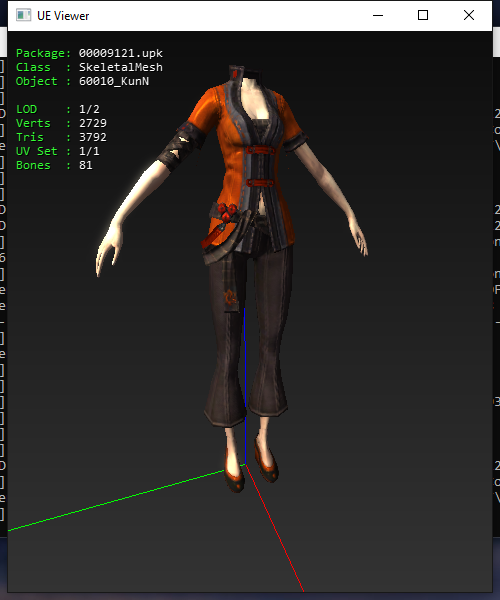 UE Viewer
Package: 00009121.upk
Class : SkeletalMesh
Object : 60010_KunN
LOD : 1/2
Verts : 2729
Tris : 3792
UV Set : 1/1
Bones : 81